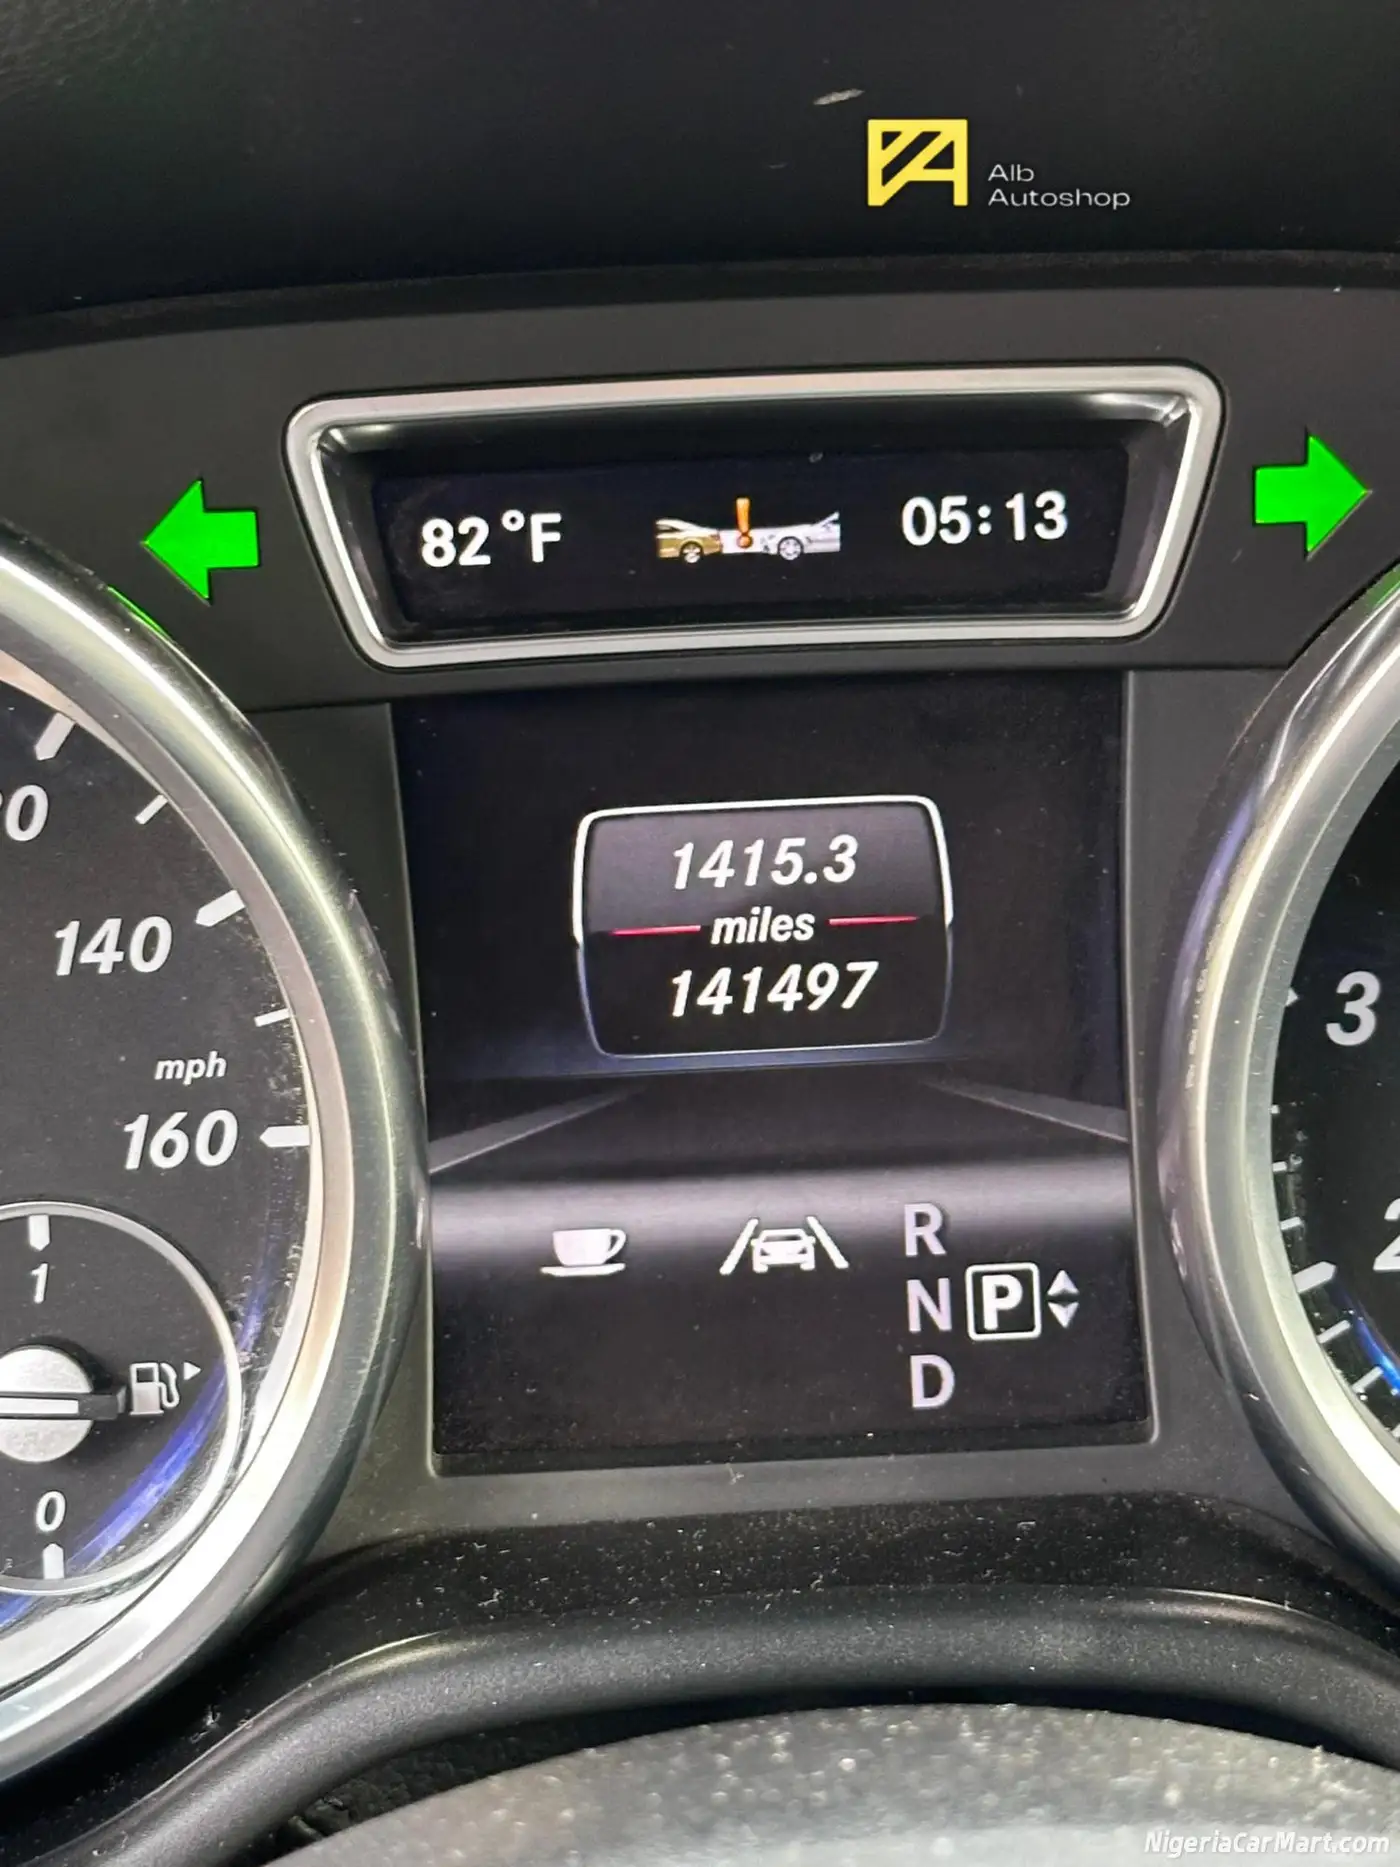 Alb
Autoshop
82°F
05:13
1415.3
miles
141497
140
mph
160
1
0
3
R
N P
D
NigeriaCarMart.com